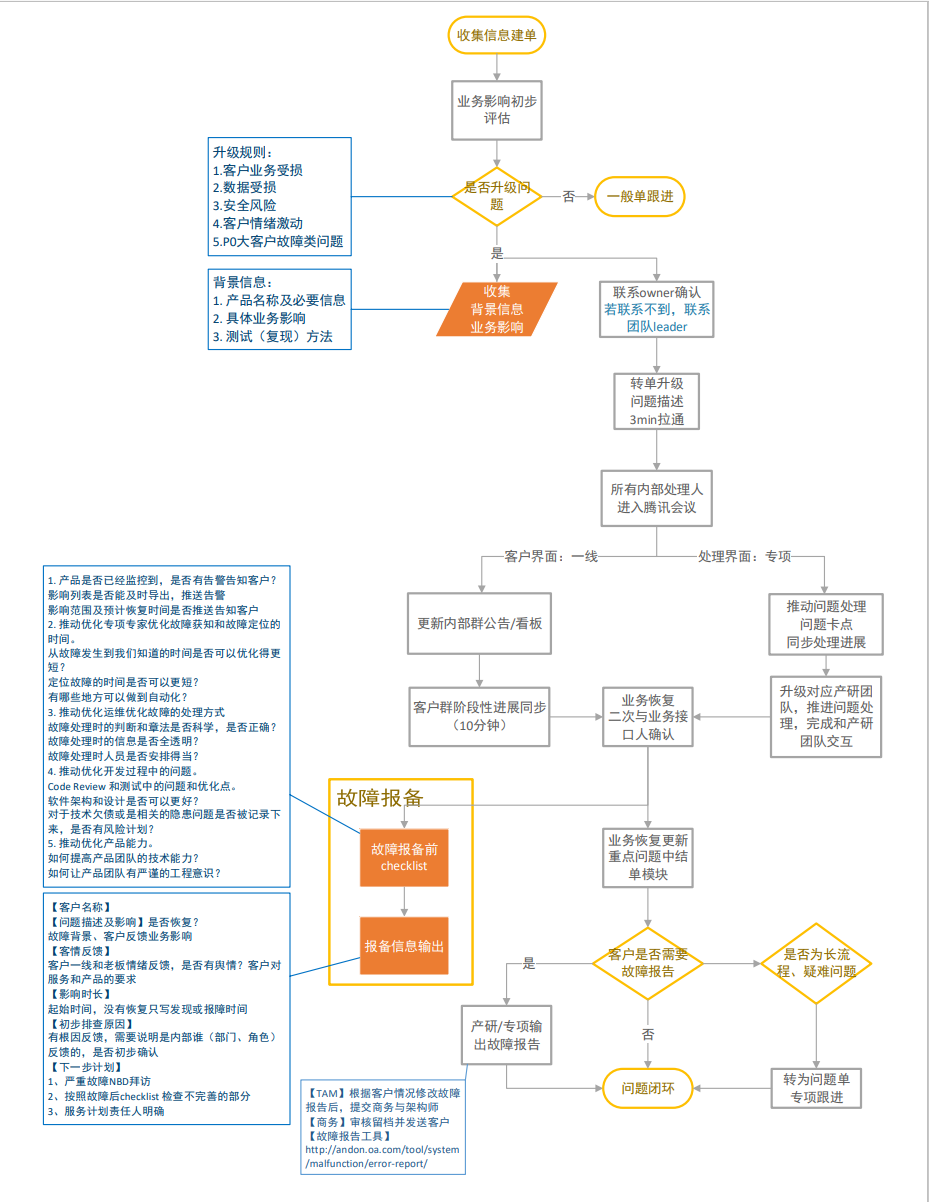 收集信息建单
业务影响初步
评估
升级规则：
1.客户业务受损
2.数据受损
3.安全风险
4.客户情绪激动
5.P0大客户故障类问题
是否升级问
题
否
一般单跟进
是
背景信息：
1. 产品名称及必要信息
2. 具体业务影响
3. 测试（复现）方法
收集
背景信息
业务影响
联系owner确认
若联系不到，联系
团队leader
转单升级
问题描述
3min拉通
所有内部处理人
进入腾讯会议
客户界面：一线
处理界面：专项
更新内部群公告/看板
推动问题处理
问题卡点
同步处理进展
客户群阶段性进展同步
（10分钟）
业务恢复
二次与业务接
口人确认
升级对应产研团
队，推进问题处
理，完成和产研
团队交互
1. 产品是否已经监控到，是否有告警告知客户？
影响列表是否能及时导出，推送告警
影响范围及预计恢复时间是否推送告知客户
2. 推动优化专项专家优化故障获知和故障定位的
时间。
从故障发生到我们知道的时间是否可以优化得更
短？
定位故障的时间是否可以更短？
有哪些地方可以做到自动化？
3. 推动优化运维优化故障的处理方式
故障处理时的判断和章法是否科学，是否正确？
故障处理时的信息是否全透明？
故障处理时人员是否安排得当？
4. 推动优化开发过程中的问题。
Code Review 和测试中的问题和优化点。
软件架构和设计是否可以更好？
对于技术欠债或是相关的隐患问题是否被记录下
来，是否有风险计划？
5. 推动优化产品能力。
如何提高产品团队的技术能力？
如何让产品团队有严谨的工程意识？
故障报备
故障报备前
checklist
报备信息输出
业务恢复更新
重点问题中结
单模块
【客户名称】
【问题描述及影响】是否恢复？
故障背景、客户反馈业务影响
【客情反馈】
客户一线和老板情绪反馈，是否有舆情？客户对
服务和产品的要求
【影响时长】
起始时间，没有恢复只写发现或报障时间
【初步排查原因】
有根因反馈，需要说明是内部谁（部门、角色）
反馈的，是否初步确认
【下一步计划】
1、严重故障NBD拜访
2、按照故障后checklist 检查不完善的部分
3、服务计划责任人明确
客户是否需要
故障报告
是否为长流
程、疑难问题
是
否
产研/专项输
出故障报告
问题闭环
转为问题单
专项跟进
【TAM】根据客户情况修改故障
报告后，提交商务与架构师
【商务】审核留档并发送客户
【故障报告工具】
http://andon.oa.com/tool/system
/malfunction/error-report/